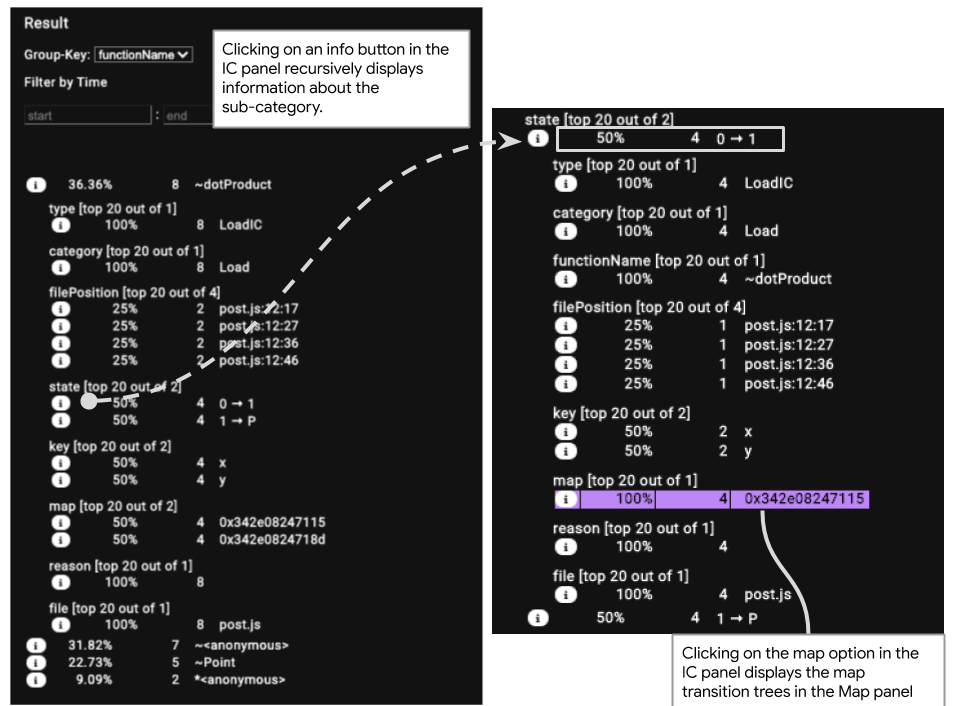 Result
Group-Key: functionName
Filter by Time
start : end
Clicking on an info button in the
IC panel recursively displays
information about the
sub-category.
i 36.36% 8 ~dotProduct
type [top 20 out of 1]
i 100% 8 LoadIC
category [top 20 out of 1]
i 100% 8 Load
filePosition [top 20 out of 4]
i 25% 2 post.js:12:17
i 25% 2 post.js:12:27
i 25% 2 post.js:12:36
i 25% 2 post.js:12:46
state [top 20 out of 2]
i 50% 4 0 → 1
i 50% 4 1 → P
key [top 20 out of 2]
i 50% 4 x
i 50% 4 y
map [top 20 out of 2]
i 50% 4 0x342e08247115
i 50% 4 0x342e0824718d
reason [top 20 out of 1]
i 100% 8
file [top 20 out of 1]
i 100% 8 post.js
i 31.82% 7 ~<anonymous>
i 22.73% 5 ~Point
i 9.09% 2 *<anonymous>
state [top 20 out of 2]
i 50% 4 0 → 1
type [top 20 out of 1]
i 100% 4 LoadIC
category [top 20 out of 1]
i 100% 4 Load
functionName [top 20 out of 1]
i 100% 4 ~dotProduct
filePosition [top 20 out of 4]
i 25% 1 post.js:12:17
i 25% 1 post.js:12:27
i 25% 1 post.js:12:36
i 25% 1 post.js:12:46
key [top 20 out of 2]
i 50% 2 x
i 50% 2 y
map [top 20 out of 1]
i 100% 4 0x342e08247115
reason [top 20 out of 1]
i 100% 4
file [top 20 out of 1]
i 100% 4 post.js
i 50% 4 1 → P
Clicking on the map option in the
IC panel displays the map
transition trees in the Map panel